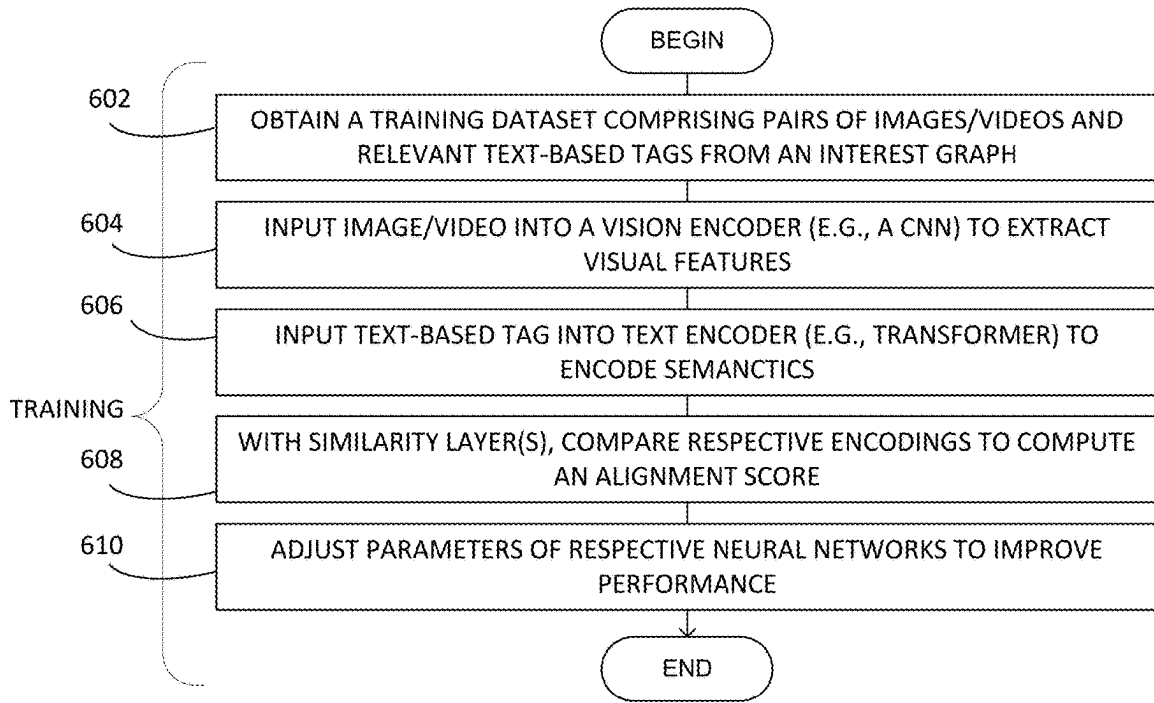 BEGIN
602
OBTAIN A TRAINING DATASET COMPRISING PAIRS OF IMAGES/VIDEOS AND
RELEVANT TEXT-BASED TAGS FROM AN INTEREST GRAPH
604
INPUT IMAGE/VIDEO INTO A VISION ENCODER (E.G., A CNN) TO EXTRACT
VISUAL FEATURES
606
INPUT TEXT-BASED TAG INTO TEXT ENCODER (E.G., TRANSFORMER) TO
ENCODE SEMANCTICS
TRAINING
608
WITH SIMILARITY LAYER(S), COMPARE RESPECTIVE ENCODINGS TO COMPUTE
AN ALIGNMENT SCORE
610
ADJUST PARAMETERS OF RESPECTIVE NEURAL NETWORKS TO IMPROVE
PERFORMANCE
END